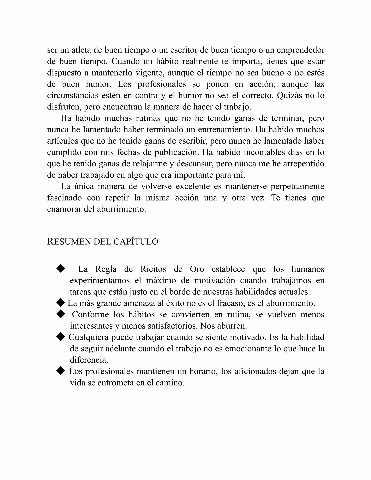 ser un atleta de buen tiempo o un escritor de buen tiempo o un emprendedor
de buen tiempo. Cuando un hábito realmente te importa, tienes que estar
dispuesto a mantenerlo vigente, aunque el tiempo no sea bueno o no estés
de buen humor. Los profesionales se ponen en acción, aunque las
circunstancias estén en contra y el humor no sea el correcto. Quizás no lo
disfruten, pero encuentran la manera de hacer el trabajo.
Ha habido muchas rutinas que no he tenido ganas de terminar, pero
nunca he lamentado haber terminado un entrenamiento. Ha habido muchos
artículos que no he tenido ganas de escribir, pero nunca he lamentado haber
cumplido con mis fechas de publicación. Ha habido incontables días en lo
que he tenido ganas de relajarme y descansar, pero nunca me he arrepentido
de haber trabajado en algo que era importante para mí.
La única manera de volverse excelente es mantenerse perpetuamente
fascinado con repetir la misma acción una y otra vez. Te tienes que
enamorar del aburrimiento.
RESUMEN DEL CAPÍTULO
◆ La Regla de Ricitos de Oro establece que los humanos
experimentamos el máximo de motivación cuando trabajamos en
tareas que están justo en el borde de nuestras habilidades actuales.
◆ La más grande amenaza al éxito no es el fracaso, es el aburrimiento.
◆ Conforme los hábitos se convierten en rutina, se vuelven menos
interesantes y menos satisfactorios. Nos aburren.
◆ Cualquiera puede trabajar cuando se siente motivado. Es la habilidad
de seguir adelante cuando el trabajo no es emocionante lo que hace la
diferencia.
◆ Los profesionales mantienen un horario, los aficionados dejan que la
vida se entrometa en el camino.